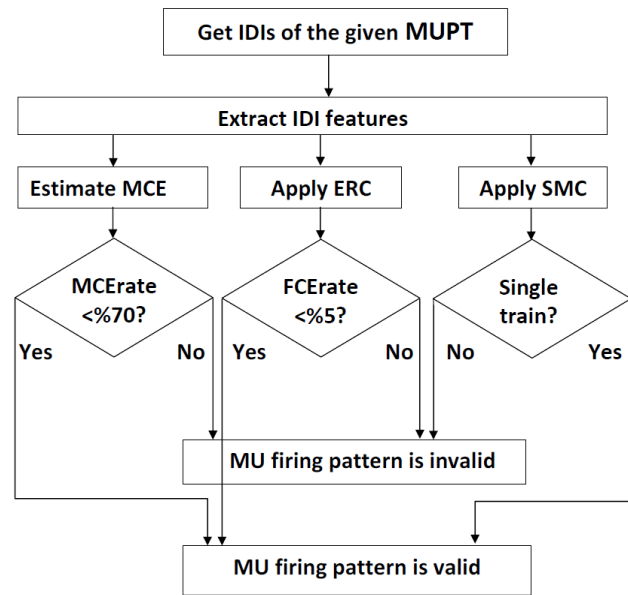 Get IDIs of the given MUPT
Extract IDI features
Estimate MCE
Apply ERC
Apply SMC
MCErate
<%70?
FCErate
<%5?
Single
train?
Yes
No
Yes
No
No
Yes
MU firing pattern is invalid
MU firing pattern is valid